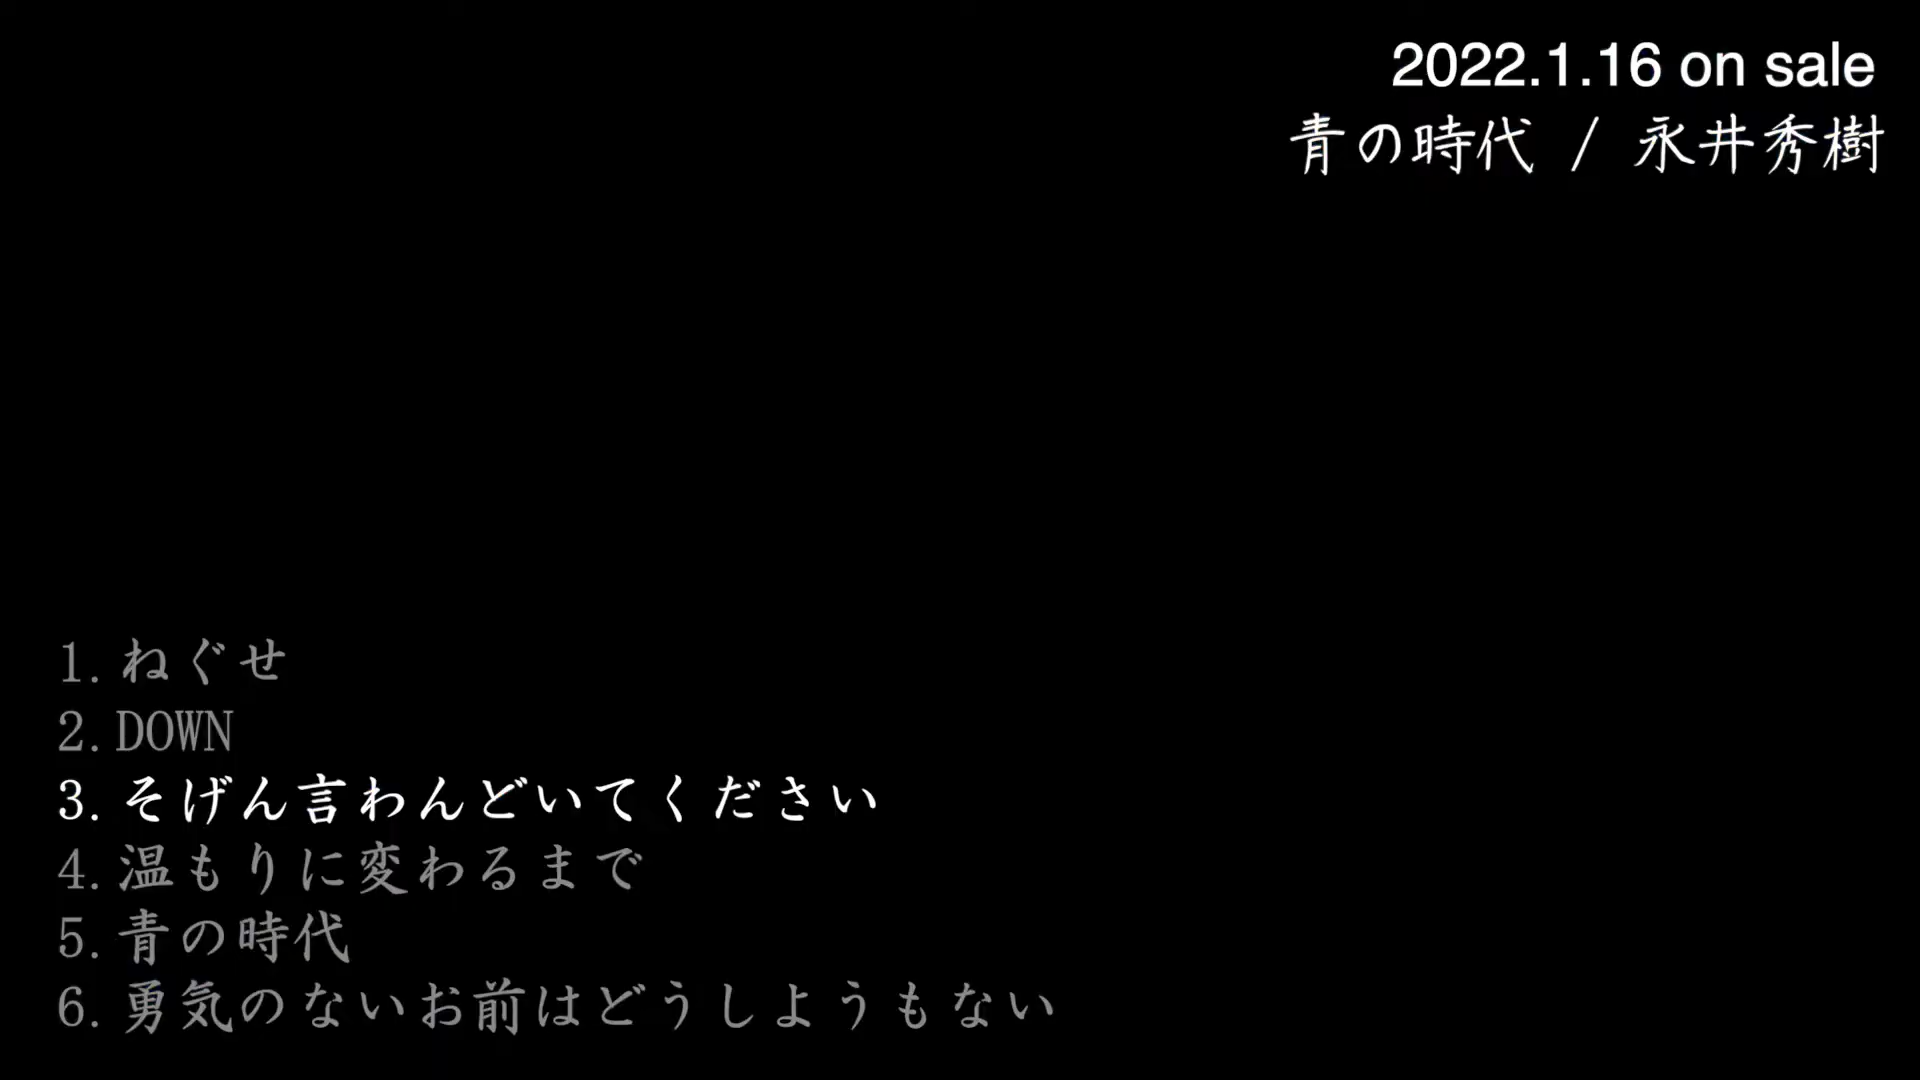 2022.1.16 on sale
青の時代 / 永井秀樹
1.ねぐせ
2.DOWN
3.そげん言わんどいてください
4.温もりに変わるまで
5.青の時代
6.勇気のないお前はどうしようもない